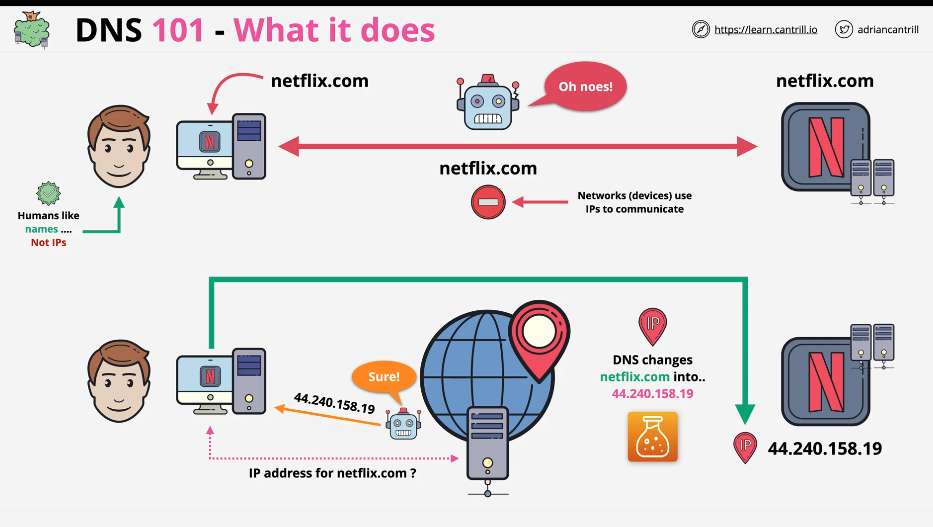 DNS 101 - What it does
https://learn.cantrill.io
adriancantrill
netflix.com
Oh noes!
netflix.com
N
netflix.com
N
Networks (devices) use
IPs to communicate
Humans like
names ....
Not IPs
Sure!
44.240.158.19
N
IP address for netflix.com ?
IP
DNS changes
netflix.com into..
44.240.158.19
N
IP
44.240.158.19